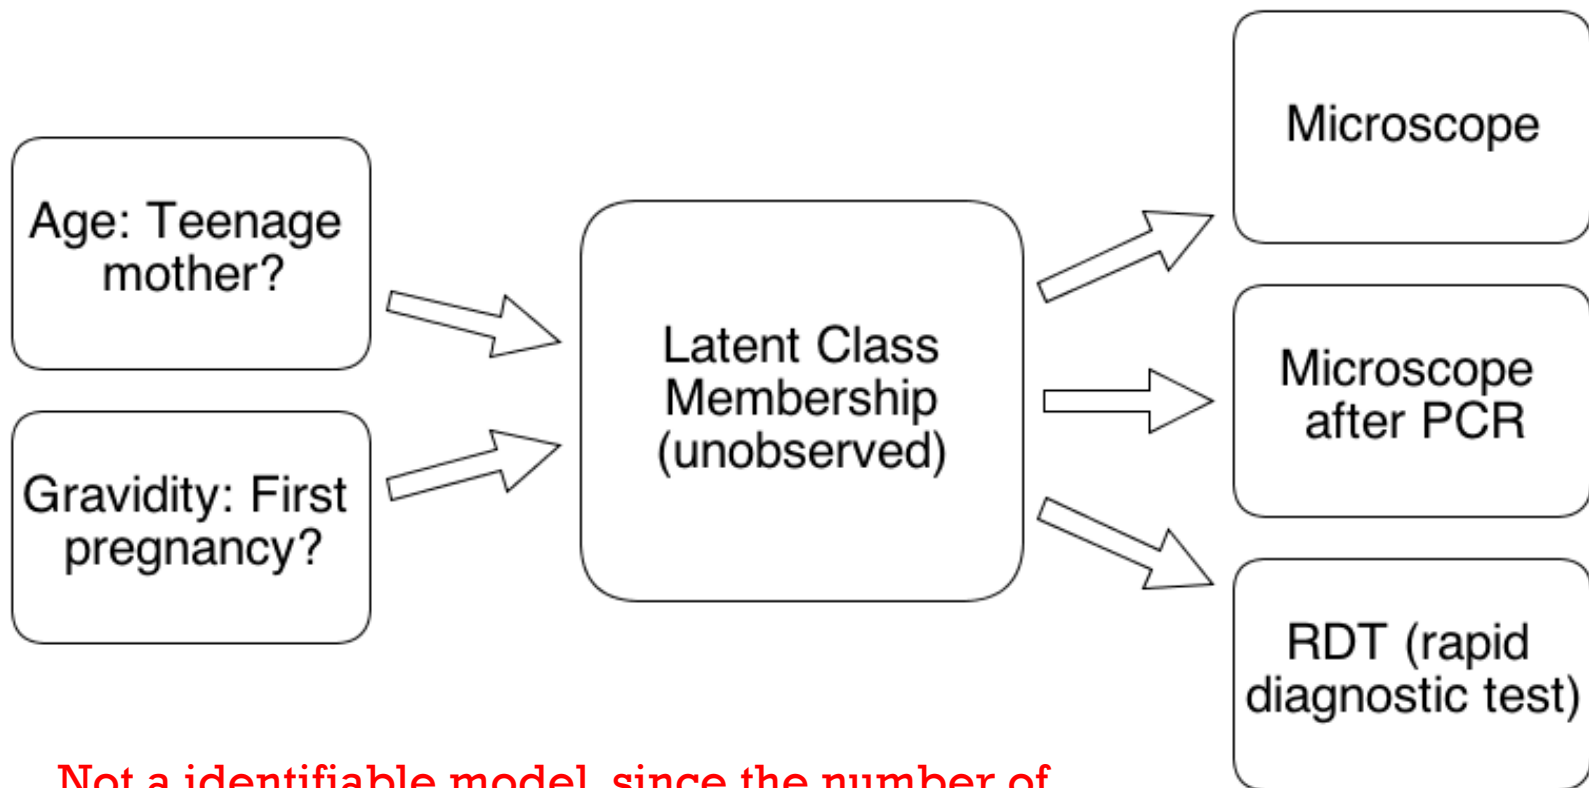 Age: Teenage
mother?
Gravidity: First
pregnancy?
Latent Class
Membership
(unobserved)
Microscope
Microscope
after PCR
RDT (rapid
diagnostic test)
Not a identifiable model, since the number of